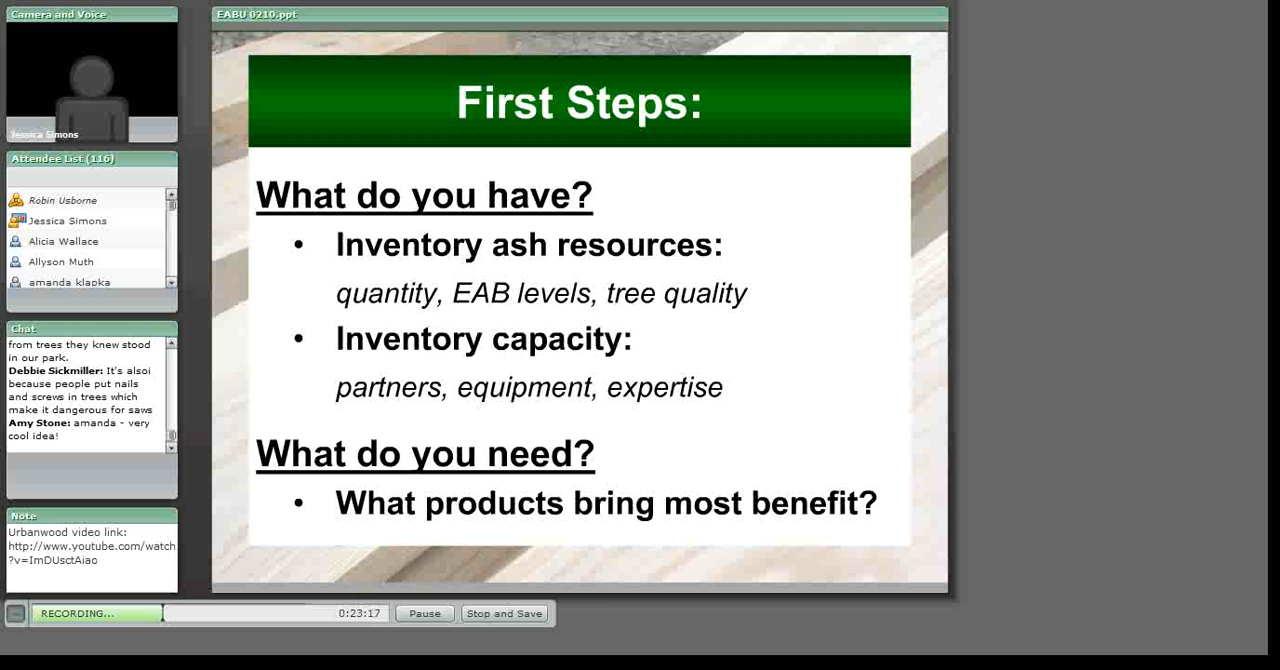 Camera and Voice
Jessica Simons
Attendee List (116)
Robin Usborne
Jessica Simons
Alicia Wallace
Allyson Muth
amanda klapka
Chat
from trees they knew stood
in our park.
Debbie Sickmiller: It's alsoi
because people put nails
and screws in trees which
make it dangerous for saws
Amy Stone: amanda - very
cool idea!
Note
Urbanwood video link:
http://www.youtube.com/watch
?v=ImDUsctAiao
EABU 0210.ppt
First Steps:
What do you have?
• Inventory ash resources:
quantity, EAB levels, tree quality
• Inventory capacity:
partners, equipment, expertise
What do you need?
• What products bring most benefit?
RECORDING...
0:23:17
Pause
Stop and Save